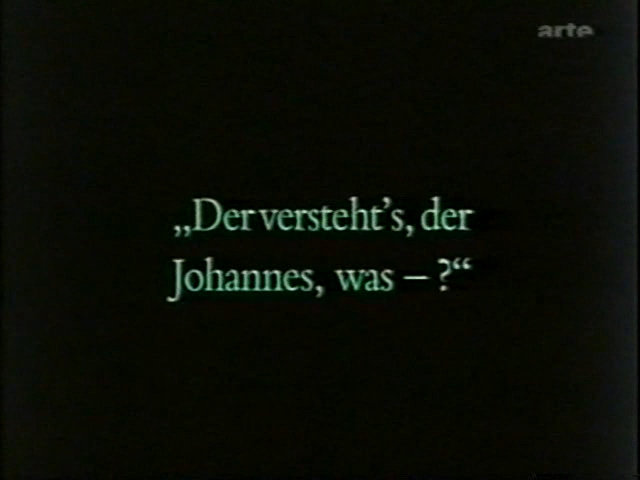 arte
„Der versteht's, der
Johannes, was – ?“